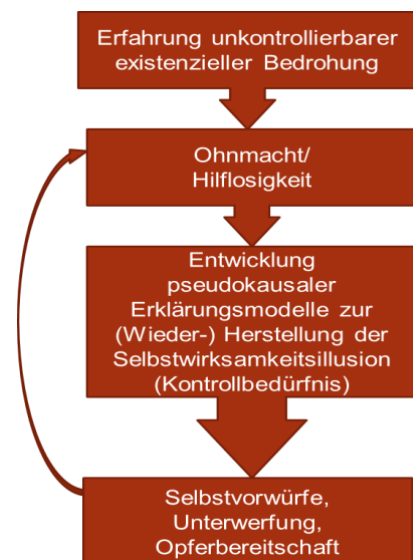 Erfahrung unkontrollierbarer
existenzieller Bedrohung
Ohnmacht/
Hilflosigkeit
Entwicklung
pseudokausaler
Erklärungsmodelle zur
(Wieder-) Herstellung der
Selbstwirksamkeitsillusion
(Kontrollbedürfnis)
Selbstvorwürfe,
Unterwerfung,
Opferbereitschaft